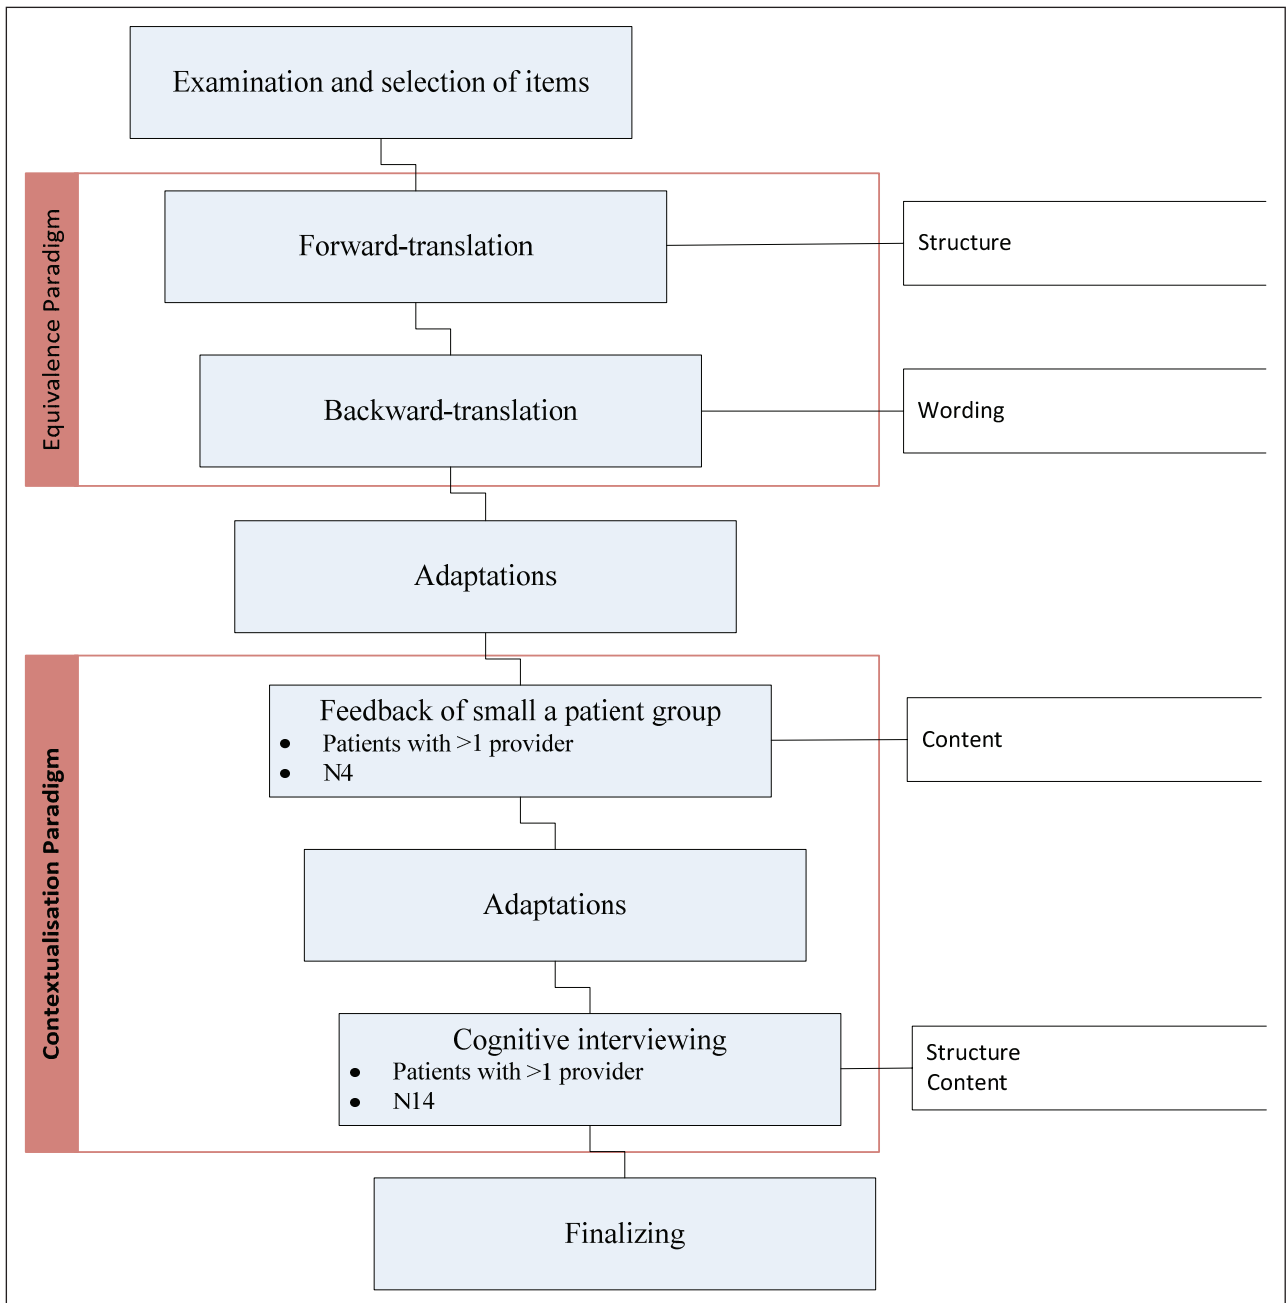 Examination and selection of items
Equivalence Paradigm
Forward-translation
Structure
Backward-translation
Wording
Adaptations
Contextualisation Paradigm
Feedback of small a patient group
• Patients with >1 provider
• N4
Content
Adaptations
Cognitive interviewing
• Patients with >1 provider
• N14
Structure
Content
Finalizing